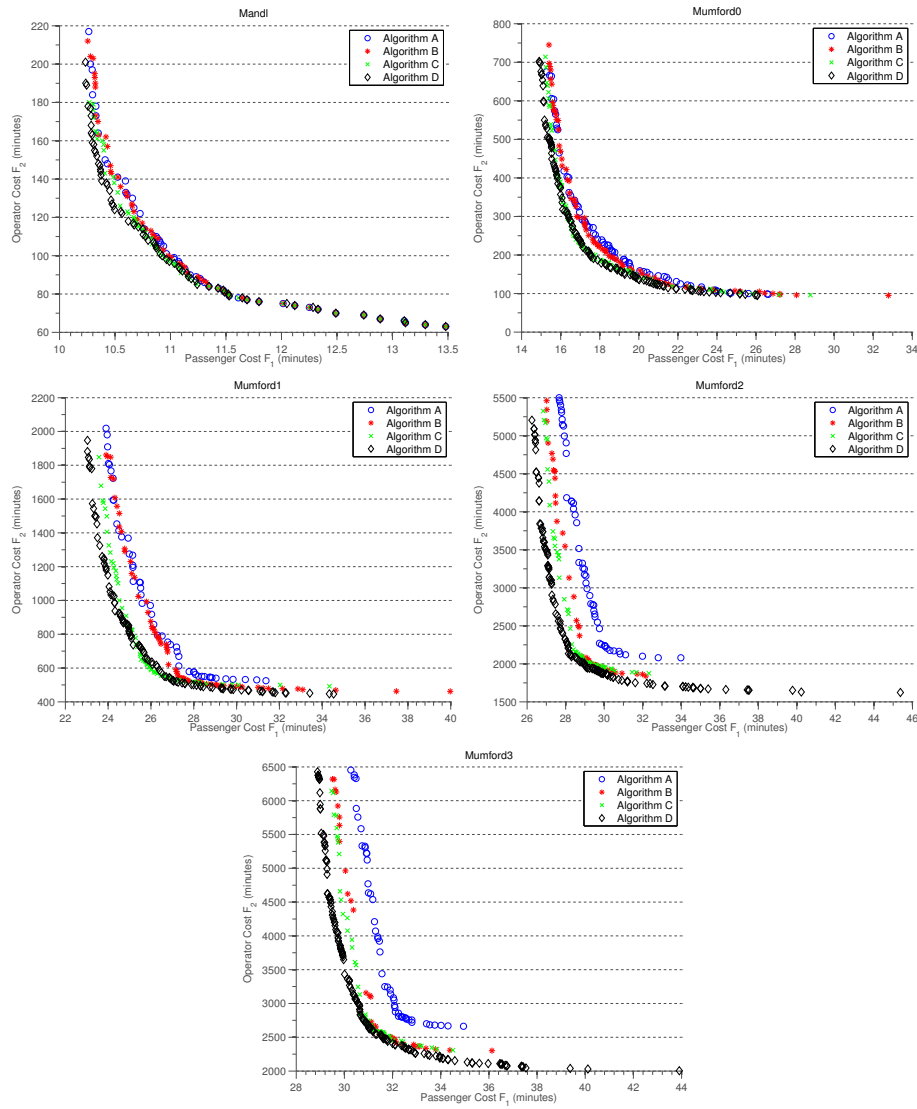 Mandl
220
200
180
160
140
120
100
80
60
Operator Cost F2 (minutes)
10 10.5 11 11.5 12 12.5 13 13.5
Passenger Cost F1 (minutes)
Algorithm A
Algorithm B
Algorithm C
Algorithm D
Mumford0
800
700
600
500
400
300
200
100
0
Operator Cost F2 (minutes)
14 16 18 20 22 24 26 28 30 32 34
Passenger Cost F1 (minutes)
Algorithm A
Algorithm B
Algorithm C
Algorithm D
Mumford1
2200
2000
1800
1600
1400
1200
1000
800
600
400
Operator Cost F2 (minutes)
22 24 26 28 30 32 34 36 38 40
Passenger Cost F1 (minutes)
Algorithm A
Algorithm B
Algorithm C
Algorithm D
Mumford2
5500
5000
4500
4000
3500
3000
2500
2000
1500
Operator Cost F2 (minutes)
26 28 30 32 34 36 38 40 42 44 46
Passenger Cost F1 (minutes)
Algorithm A
Algorithm B
Algorithm C
Algorithm D
Mumford3
6500
6000
5500
5000
4500
4000
3500
3000
2500
2000
Operator Cost F2 (minutes)
28 30 32 34 36 38 40 42 44
Passenger Cost F1 (minutes)
Algorithm A
Algorithm B
Algorithm C
Algorithm D